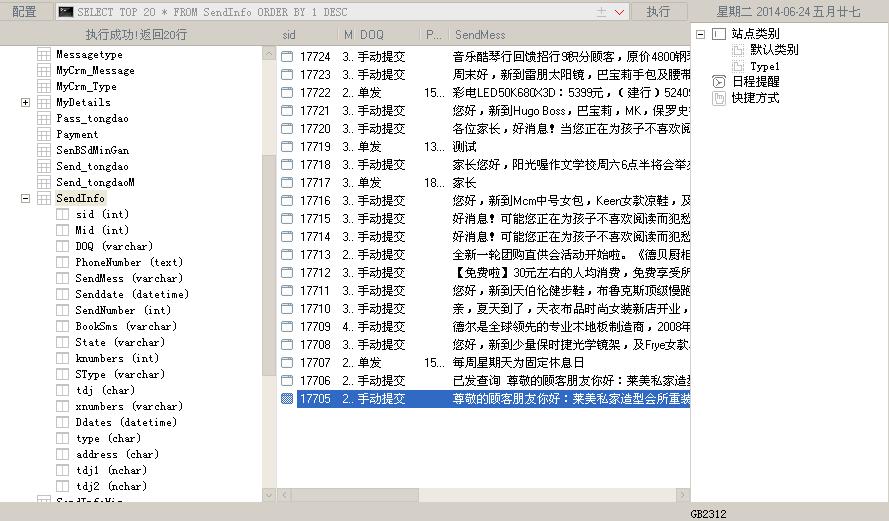 配置
SELECT TOP 20 * FROM SendInfo ORDER BY 1 DESC
执行
星期二 2014-06-24 五月廿七
执行成功!返回20行
Messagetype
MyCrm_Message
MyCrm_Type
MyDetails
Pass_tongdao
Payment
SenBSdMinGan
Send_tongdao
Send_tongdaoM
SendInfo
sid (int)
Mid (int)
DOQ (varchar)
PhoneNumber (text)
SendMess (varchar)
Senddate (datetime)
SendNumber (int)
BookSms (varchar)
State (varchar)
knumbers (int)
SType (varchar)
tdj (char)
xnumbers (varchar)
Ddates (datetime)
type (char)
address (char)
tdj1 (nchar)
tdj2 (nchar)
sid M DOQ P... SendMess
17724 3.. 手动提交 音乐酷琴行回馈招行9积分顾客，原价4800钢
17723 3.. 手动提交 周末好，新到雷朋太阳镜，巴宝莉手包及腰带
17722 2.. 单发 15... 彩电LED50K680X3D：5399元，（建行）5240
17721 3.. 手动提交 您好，新到Hugo Boss，巴宝莉，MK，保罗史
17720 3.. 手动提交 各位家长，好消息！当您正在为孩子不喜欢阅
17719 3.. 单发 13... 测试
17718 3.. 手动提交 家长您好，阳光喔作文学校周六6点半将会举
17717 3.. 单发 18... 家长
17716 3.. 手动提交 您好，新到Mcm中号女包，Keen女款凉鞋，及
17715 3.. 手动提交 好消息！可能您正在为孩子不喜欢阅读而犯愁
17714 3.. 手动提交 好消息！可能您正在为孩子不喜欢阅读而犯愁
17713 2.. 手动提交 全新一轮团购直供会活动开始啦。《德贝厨柜
17712 3.. 手动提交 【免费啦】30元左右的人均消费，免费享受所
17711 3.. 手动提交 您好，新到天伯伦健步鞋，布鲁克斯顶级慢跑
17710 3.. 手动提交 亲，夏天到了，天衣布品时尚女装新店开业，
17709 4.. 手动提交 德尔是全球领先的专业木地板制造商，2008年
17708 3.. 手动提交 您好，新到少量保时捷光学镜架，及Frye女款
17707 2.. 单发 15... 每周星期天为固定休息日
17706 2.. 手动提交 已发查询 尊敬的顾客朋友你好：莱美私家造
17705 2.. 手动提交 尊敬的顾客朋友你好：莱美私家造型会所重装
站点类别
默认类别
Type1
日程提醒
快捷方式
GB2312